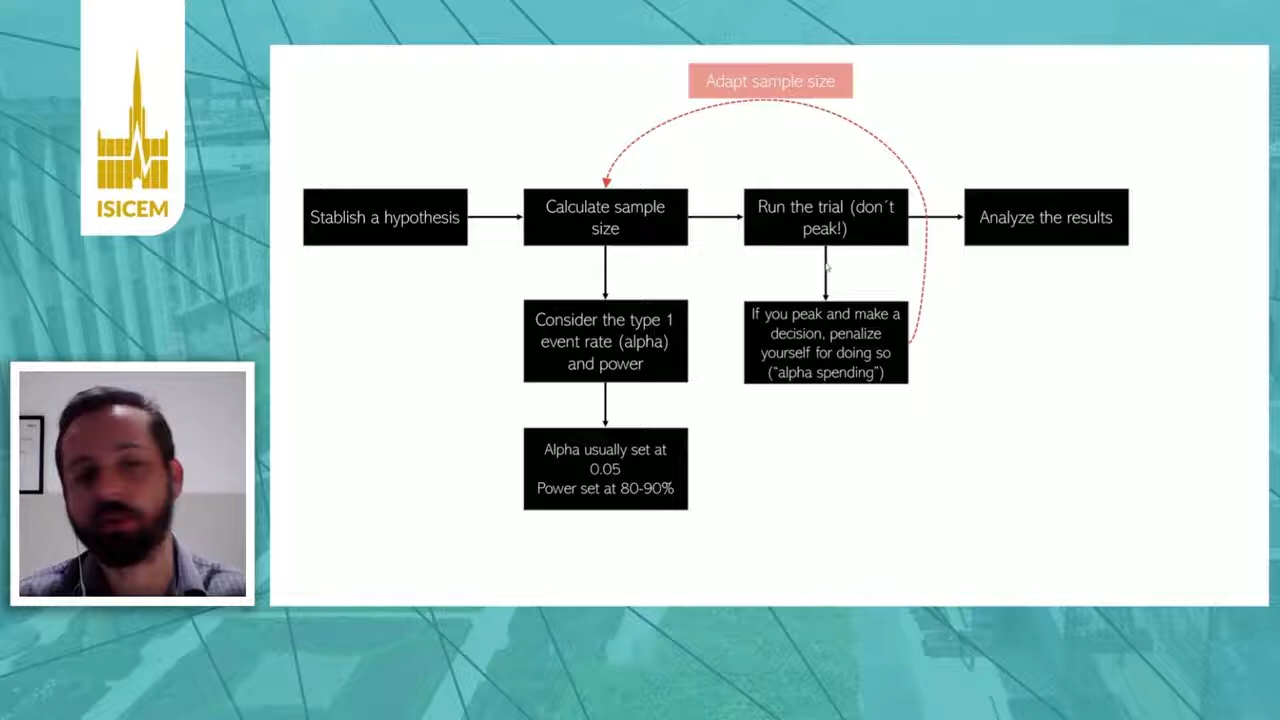 ISICEM
Adapt sample size
Stablish a hypothesis
Calculate sample
size
Run the trial (don´t
peak!)
Analyze the results
Consider the type 1
event rate (alpha)
and power
If you peak and make a
decision, penalize
yourself for doing so
("alpha spending")
Alpha usually set at
0.05
Power set at 80-90%